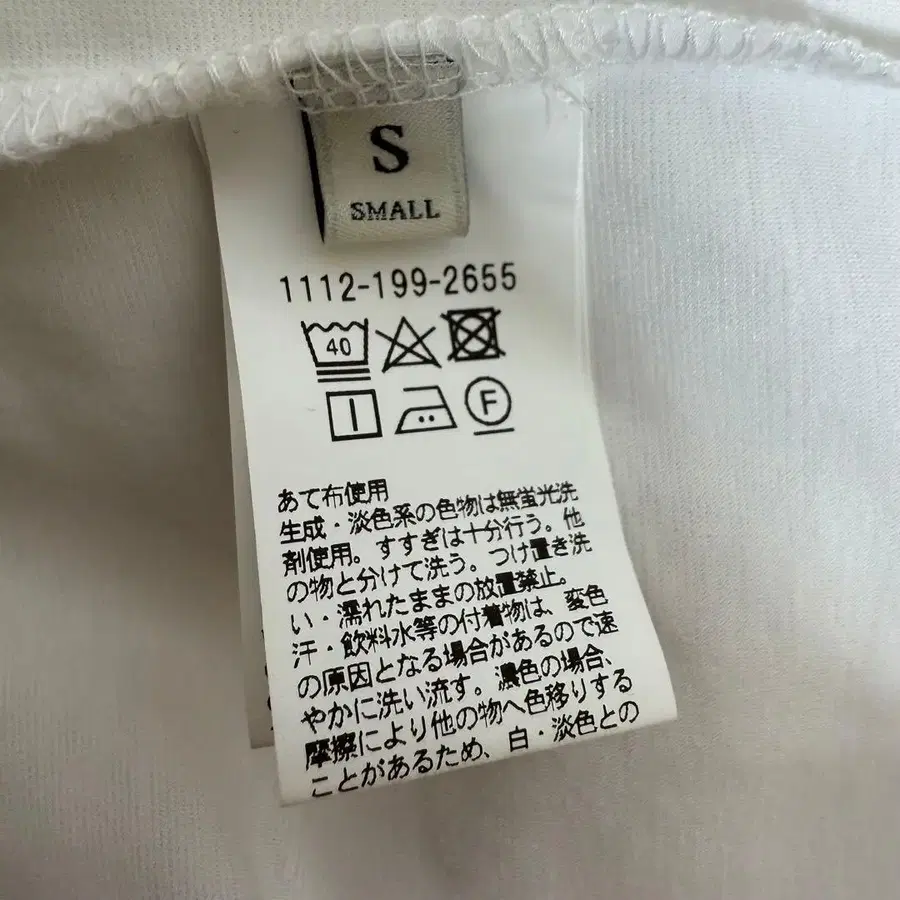 S
SMALL
1112-199-2655
40
F
あて布使用
生成・淡色系の色物は無蛍光洗
剤使用。すすぎは十分行う。他
の物と分けて洗う。つけ置き洗
い・濡れたままの放置禁止。
汗・飲料水等の付着物は、変色
の原因となる場合があるので速
やかに洗い流す。濃色の場合、
摩擦により他の物へ色移りする
ことがあるため、白・淡色との